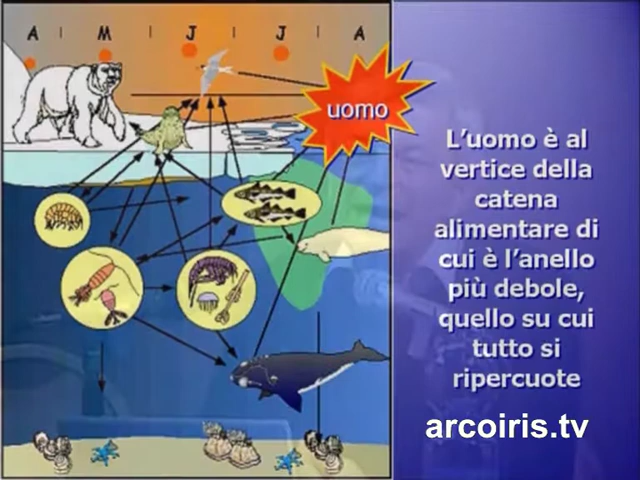 A | M | J | J | A
uomo
L'uomo è al
vertice della
catena
alimentare di
cui è l'anello
più debole,
quello su cui
tutto si
ripercuote
arcoiris.tv